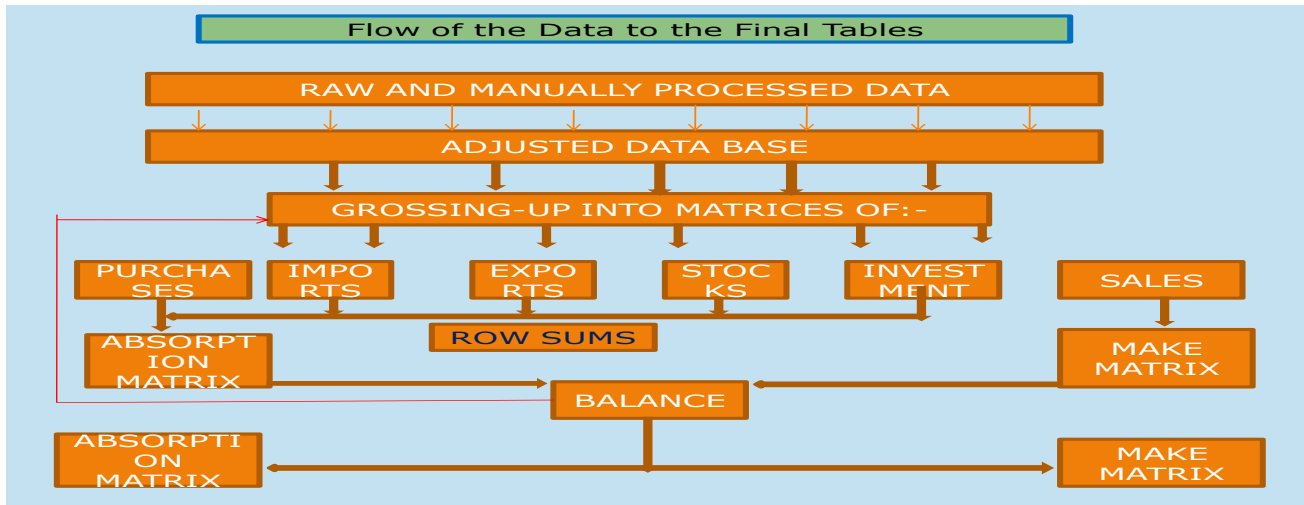 Flow of the Data to the Final Tables
RAW AND MANUALLY PROCESSED DATA
ADJUSTED DATA BASE
GROSSING-UP INTO MATRICES OF:-
PURCHA
SES
IMPO
RTS
EXPO
RTS
STOC
KS
INVEST
MENT
SALES
ROW SUMS
ABSORPT
ION
MATRIX
MAKE
MATRIX
BALANCE
ABSORPTI
ON
MATRIX
MAKE
MATRIX